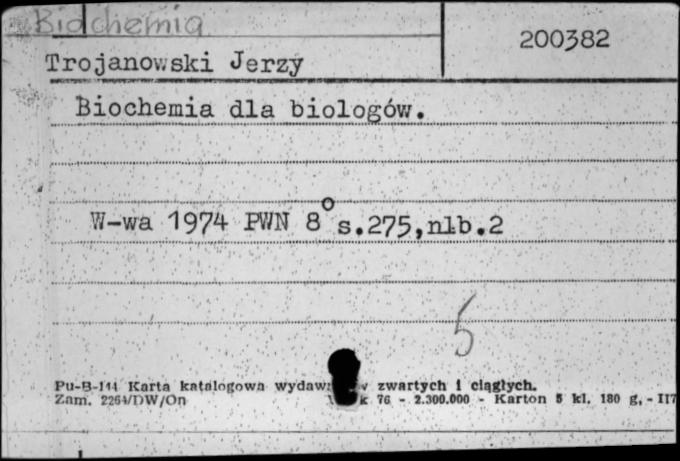 Biochemia
200382
Trojanowski Jerzy
Biochemia dla biologów.
W-wa 1974 PWN 8° s.275,nlb.2
5
Pu-B-144 Karta katalogowa zwartych i ciągłych.
Zam. 2264/DW/On 76 - 2.300.000 - Karton 5 kl. 180 g,